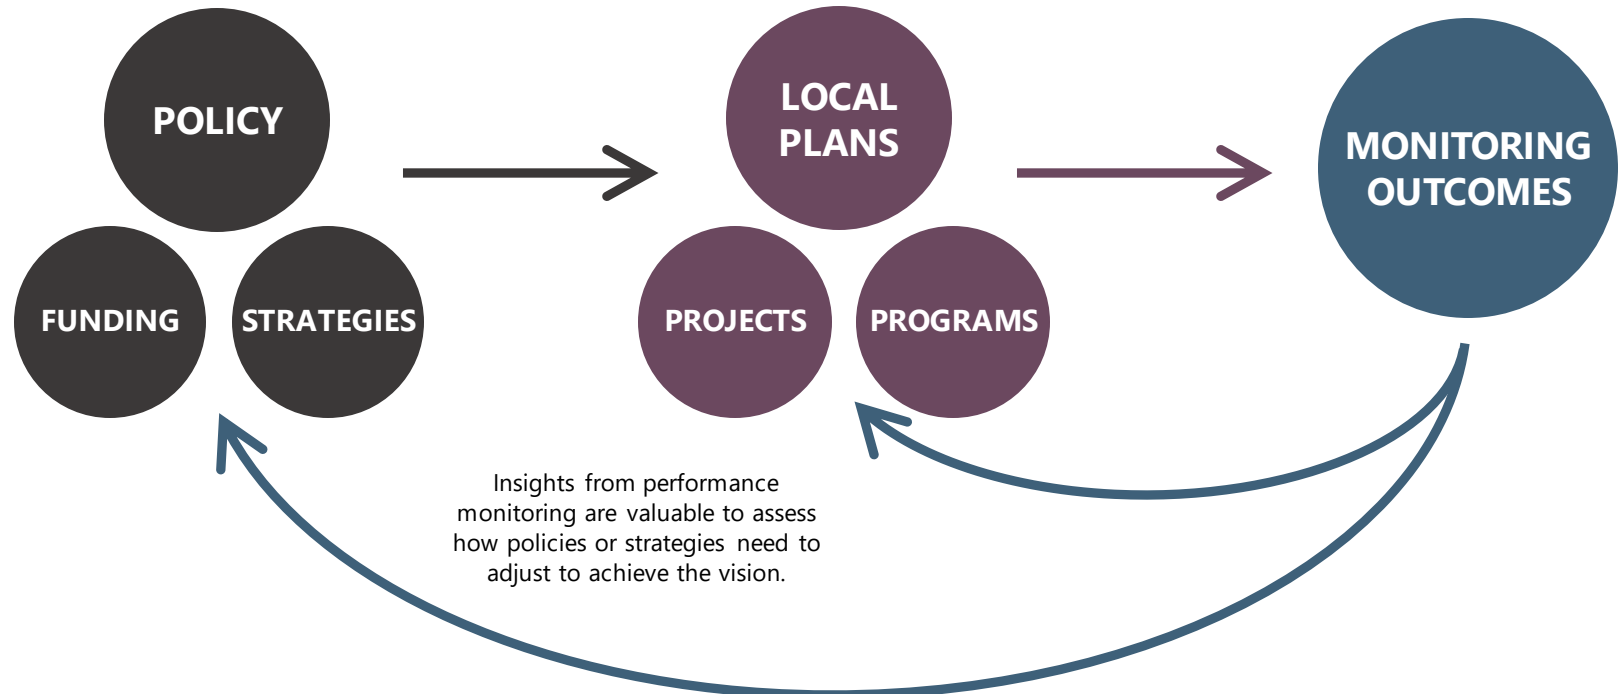 POLICY
FUNDING
STRATEGIES
LOCAL
PLANS
PROJECTS
PROGRAMS
MONITORING
OUTCOMES
Insights from performance
monitoring are valuable to assess
how policies or strategies need to
adjust to achieve the vision.